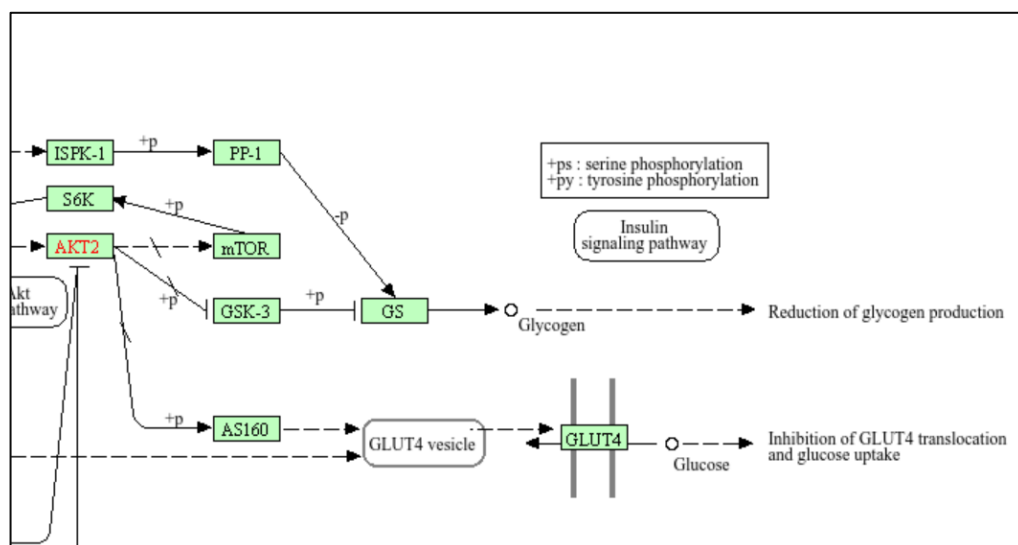 ISPK-1
+p
PP-1
+ps : serine phosphorylation
+py : tyrosine phosphorylation
S6K
+p
-p
Insulin
signaling pathway
AKT2
mTOR
Akt
pathway
+p
GSK-3
+p
GS
Glycogen
Reduction of glycogen production
+p
AS160
GLUT4 vesicle
GLUT4
Glucose
Inhibition of GLUT4 translocation
and glucose uptake